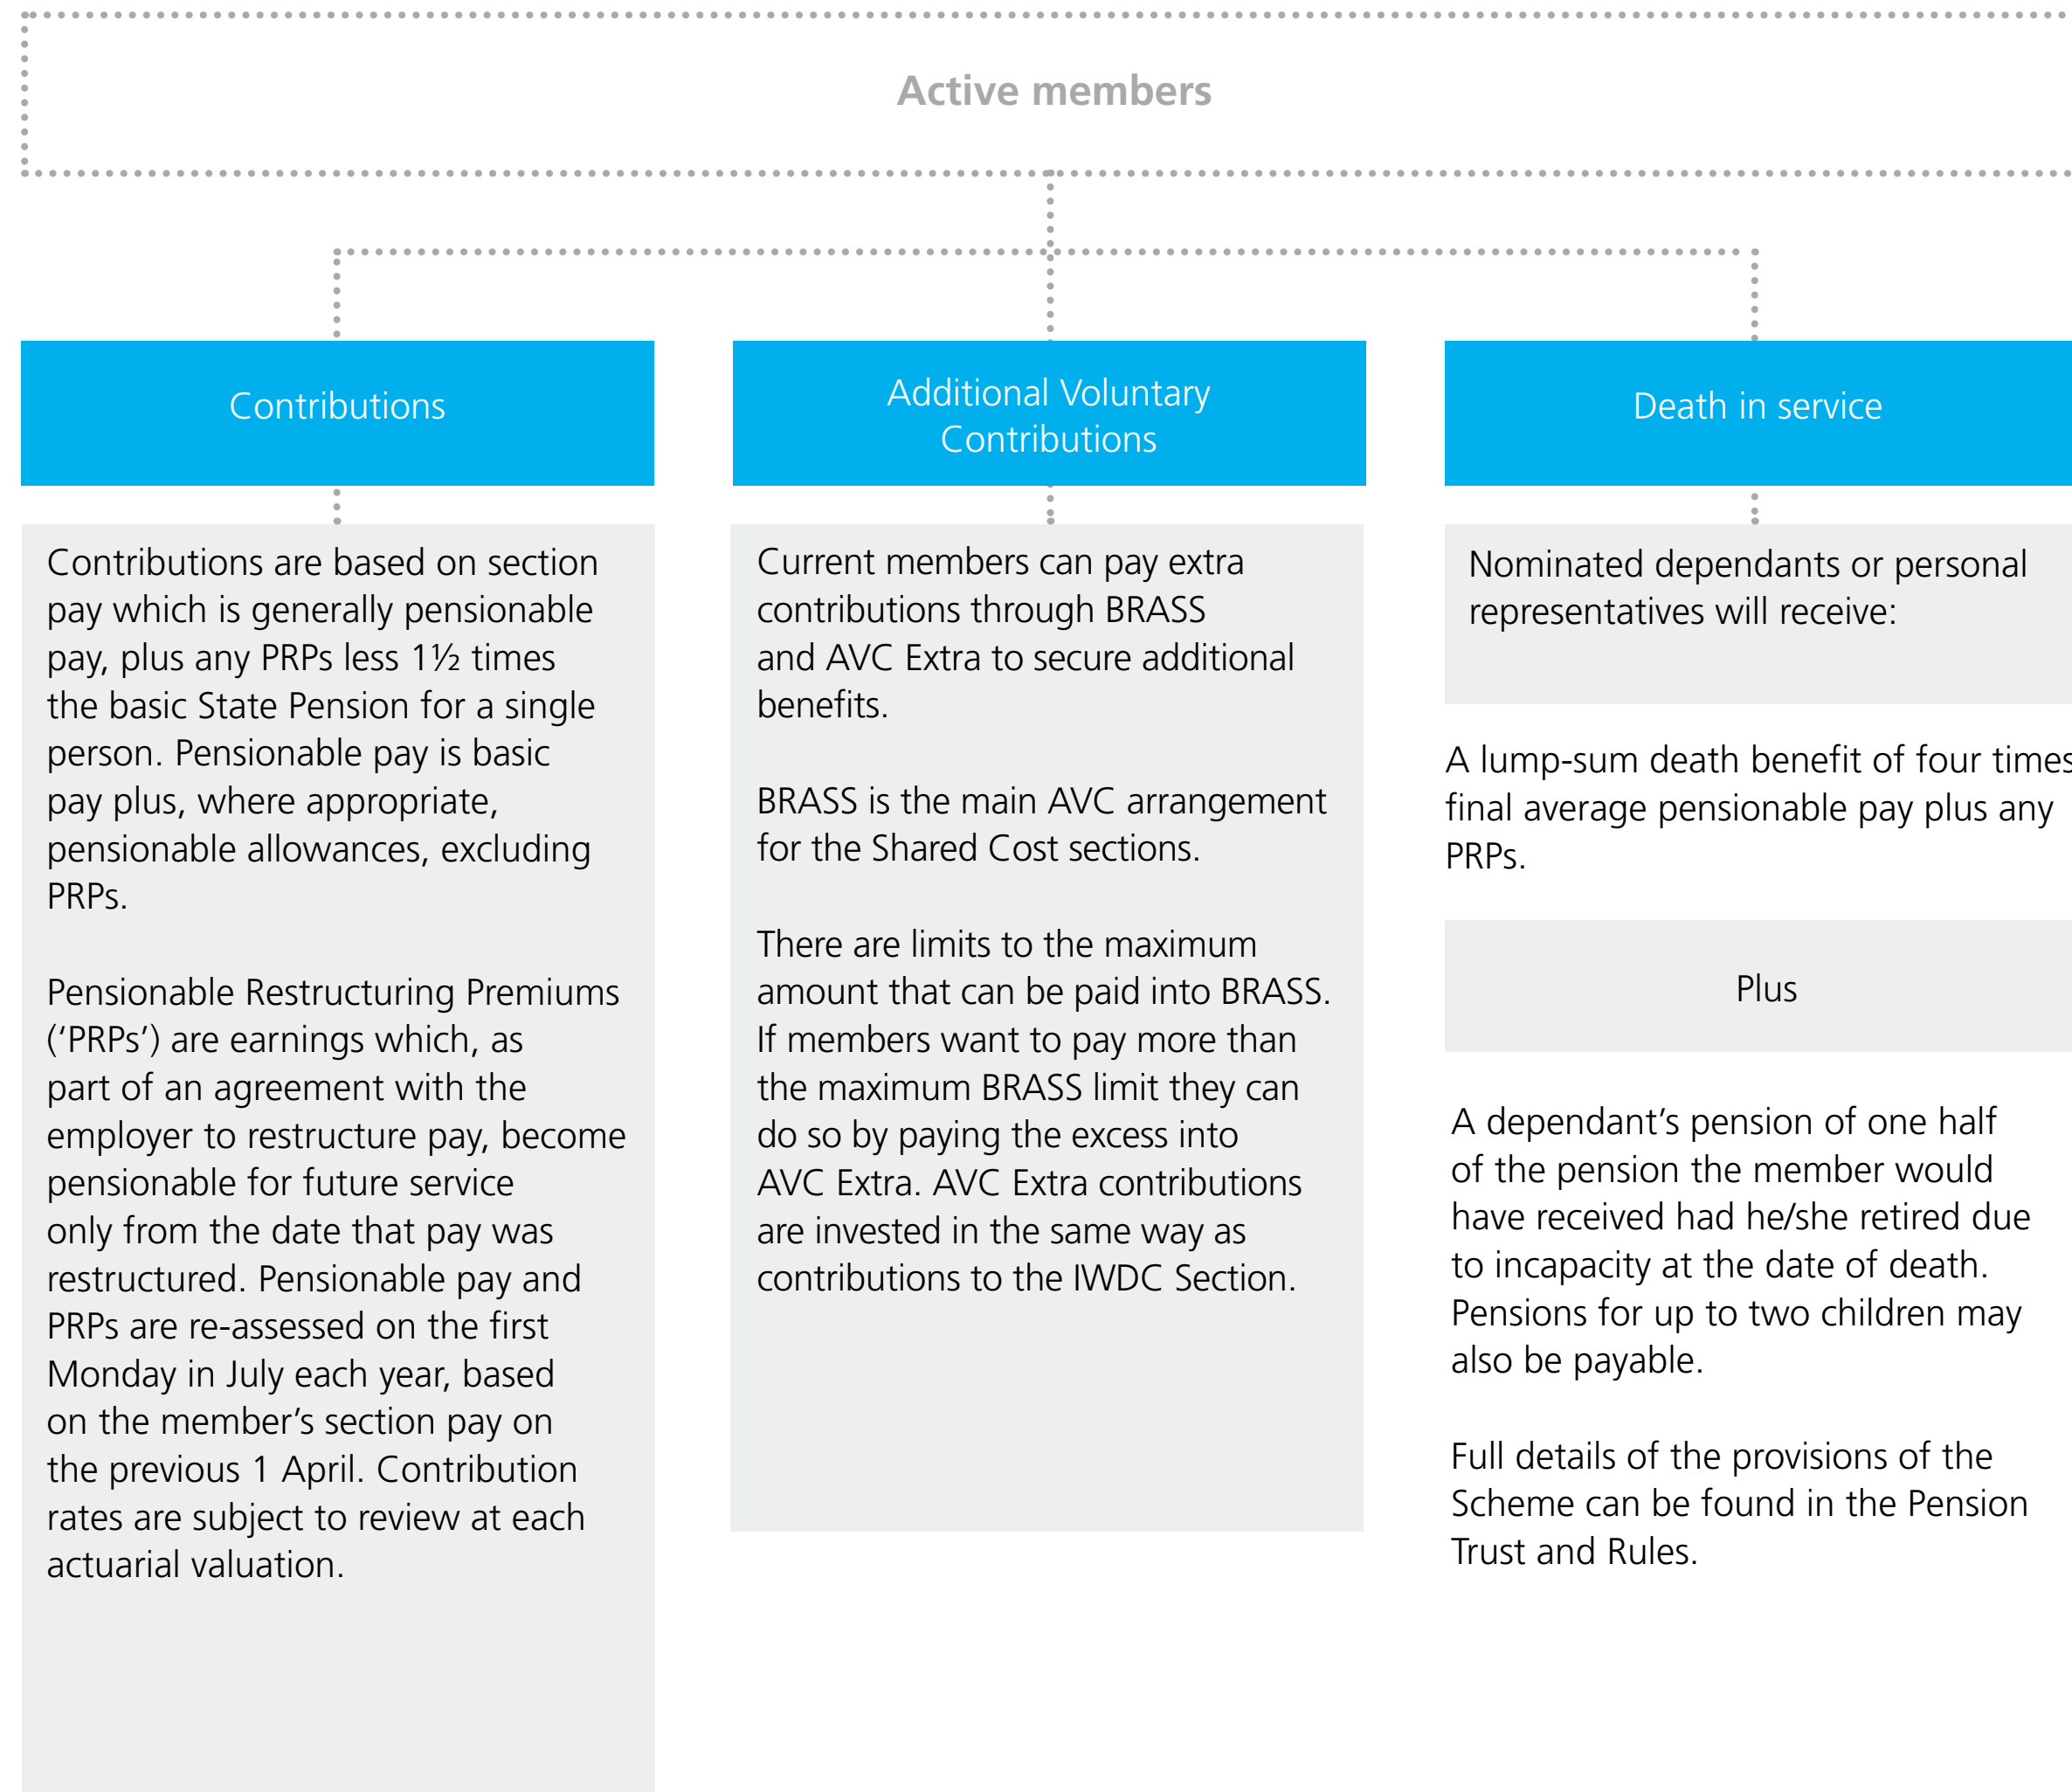 Active members
Contributions
Contributions are based on section
pay which is generally pensionable
pay, plus any PRPs less 1½ times
the basic State Pension for a single
person. Pensionable pay is basic
pay plus, where appropriate,
pensionable allowances, excluding
PRPs.
Pensionable Restructuring Premiums
(‘PRPs’) are earnings which, as
part of an agreement with the
employer to restructure pay, become
pensionable for future service
only from the date that pay was
restructured. Pensionable pay and
PRPs are re-assessed on the first
Monday in July each year, based
on the member’s section pay on
the previous 1 April. Contribution
rates are subject to review at each
actuarial valuation.
Additional Voluntary
Contributions
Current members can pay extra
contributions through BRASS
and AVC Extra to secure additional
benefits.
BRASS is the main AVC arrangement
for the Shared Cost sections.
There are limits to the maximum
amount that can be paid into BRASS.
If members want to pay more than
the maximum BRASS limit they can
do so by paying the excess into
AVC Extra. AVC Extra contributions
are invested in the same way as
contributions to the IWDC Section.
Death in service
Nominated dependants or personal
representatives will receive:
A lump-sum death benefit of four times
final average pensionable pay plus any
PRPs.
Plus
A dependant’s pension of one half
of the pension the member would
have received had he/she retired due
to incapacity at the date of death.
Pensions for up to two children may
also be payable.
Full details of the provisions of the
Scheme can be found in the Pension
Trust and Rules.